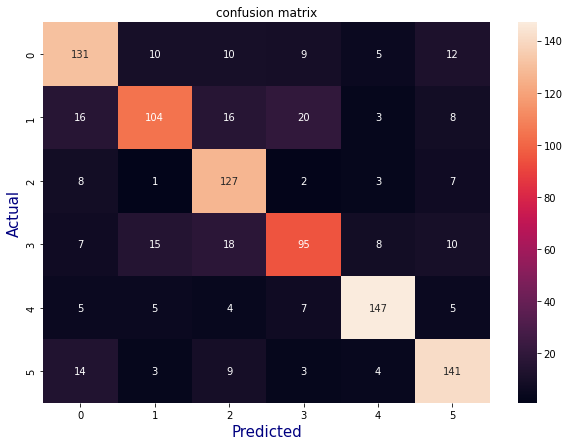 confusion matrix
0 131 10 10 9 5 12
1 16 104 16 20 3 8
2 8 1 127 2 3 7
3 7 15 18 95 8 10
4 5 5 4 7 147 5
5 14 3 9 3 4 141
0 1 2 3 4 5
Actual
Predicted
140
120
100
80
60
40
20